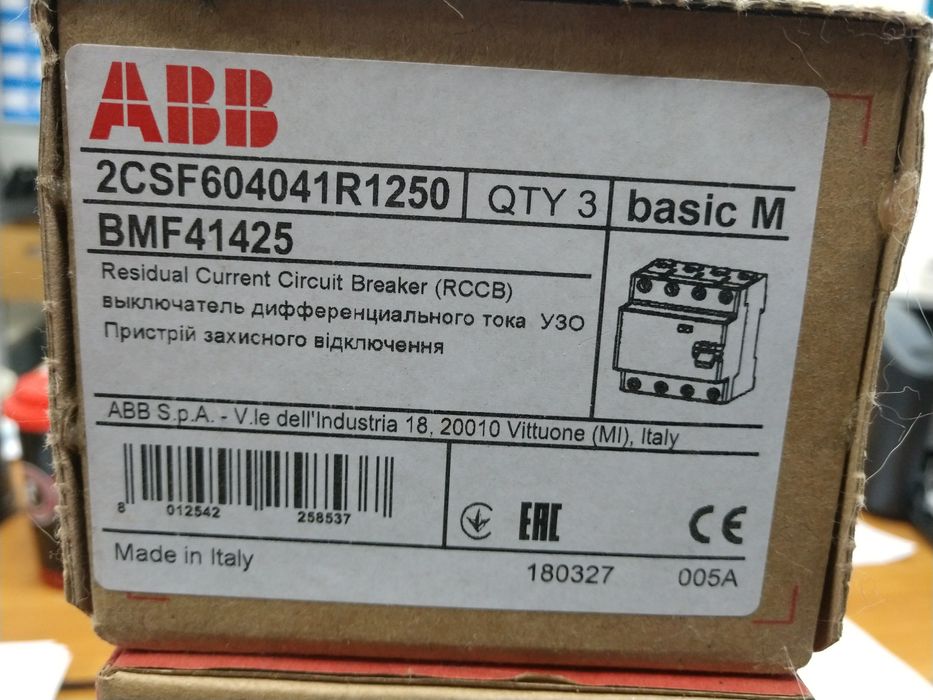 ABB
2CSF604041R1250 QTY 3 basic M
BMF41425
Residual Current Circuit Breaker (RCCB)
выключатель дифференциального тока УЗО
Пристрій захисного відключення
ABB S.p.A. - V.le dell'Industria 18, 20010 Vittuone (MI), Italy
8 012542 258537
EAC CE
Made in Italy
180327 005A